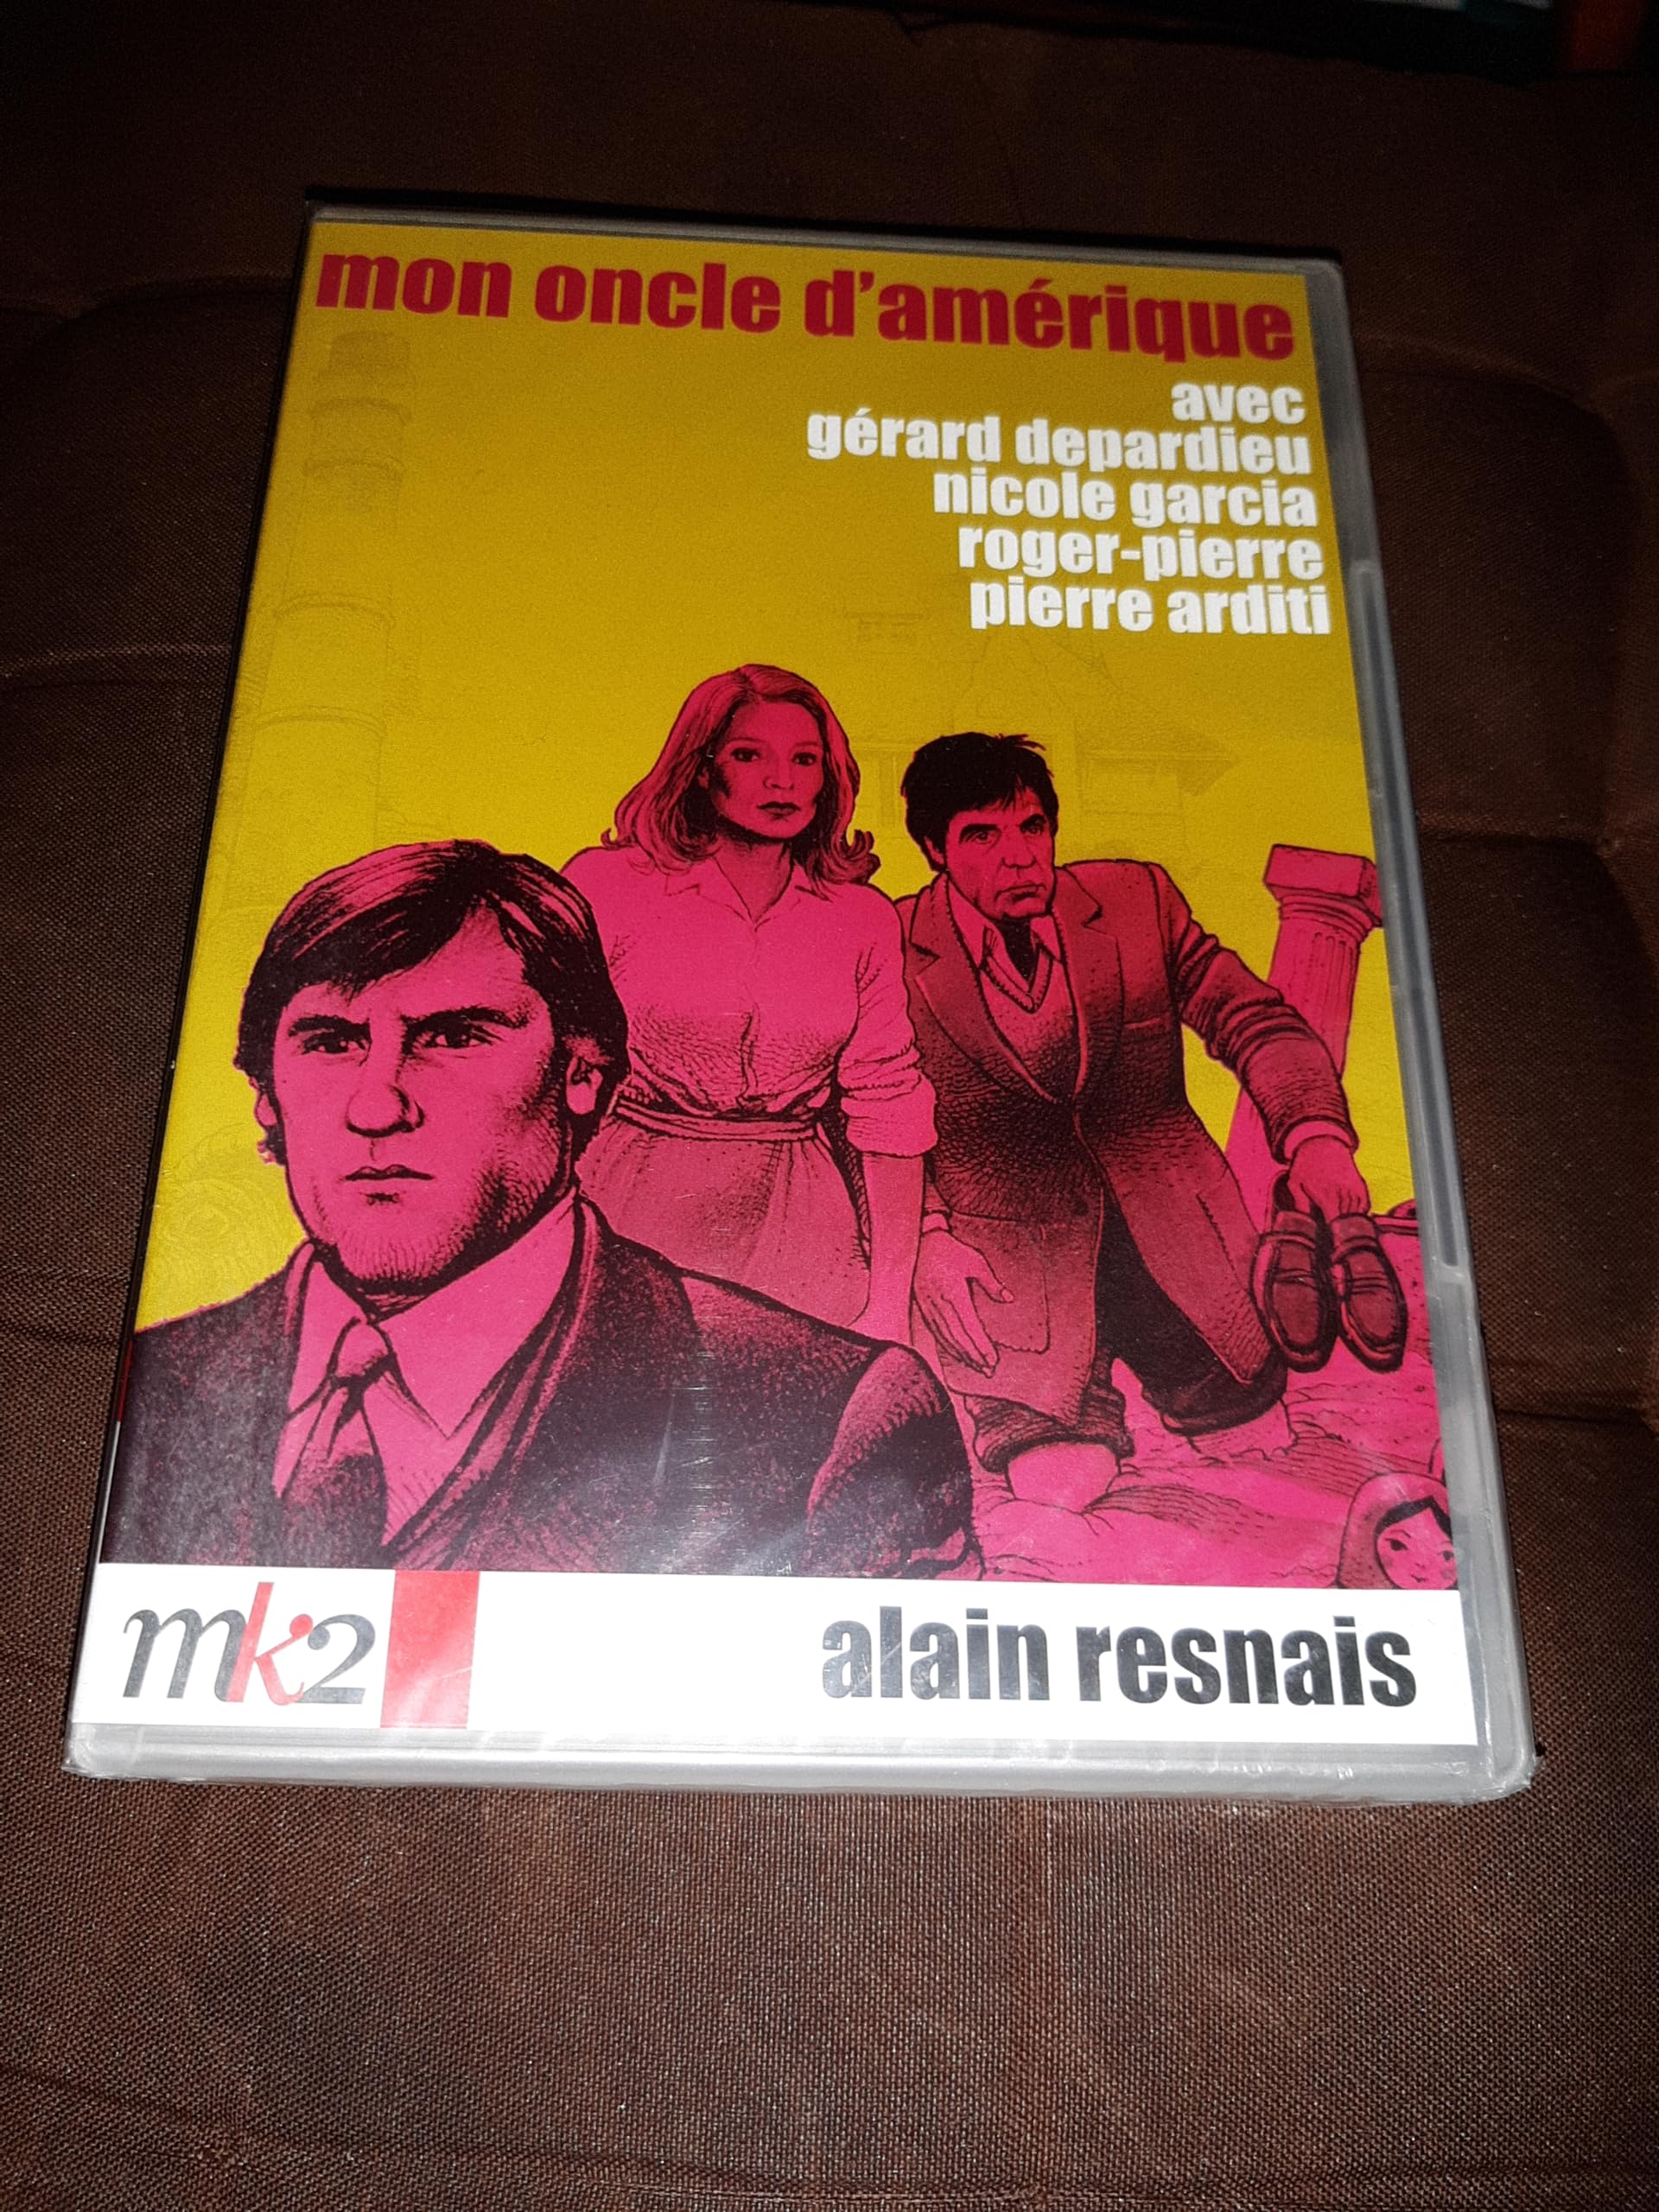 mon oncle d'amérique
avec
gérard depardieu
nicole garcia
roger-pierre
pierre arditi
mk2
alain resnais